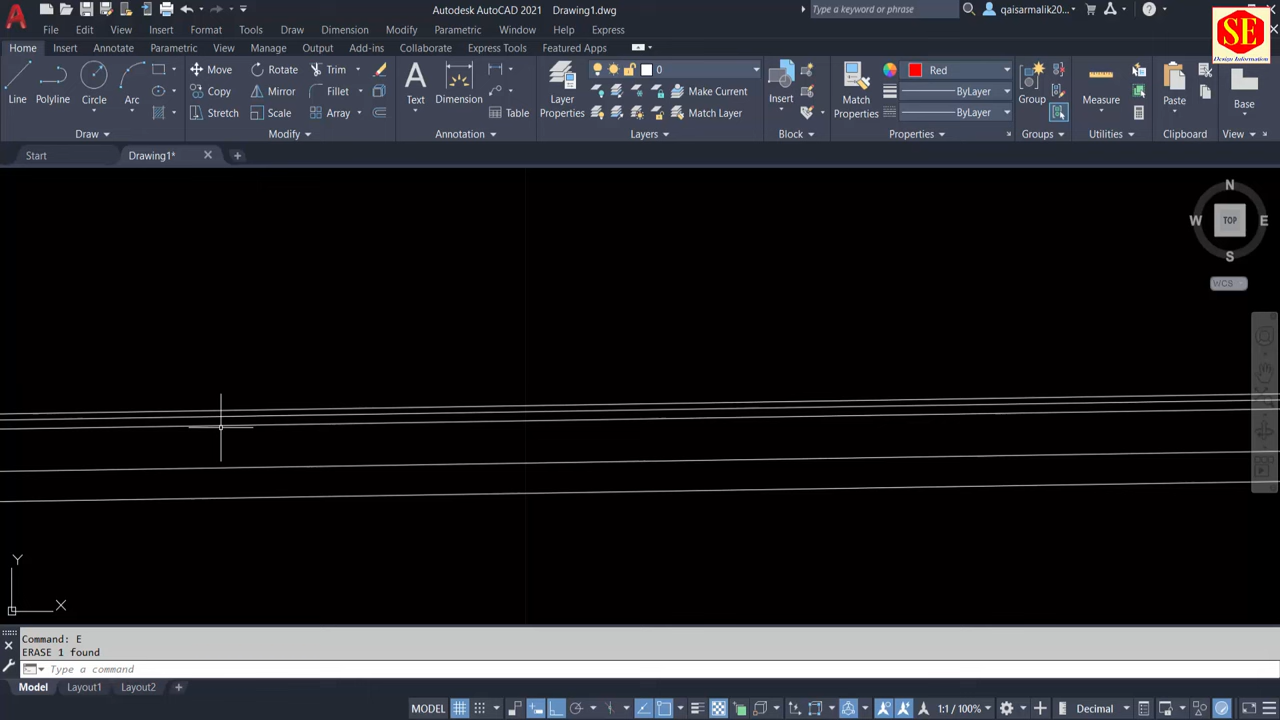 Autodesk AutoCAD 2021 Drawing1.dwg
Type a keyword or phrase
qaisarmalik20...
SE
Design Information
File Edit View Insert Format Tools Draw Dimension Modify Parametric Window Help Express
Home Insert Annotate Parametric View Manage Output Add-ins Collaborate Express Tools Featured Apps
Line
Polyline
Circle
Arc
Draw
Move Rotate Trim
Copy Mirror Fillet
Stretch Scale Array
Modify
Text
Dimension
Table
Annotation
Layer
Properties
0
Make Current
Match Layer
Layers
Insert
Block
Match
Properties
Red
ByLayer
ByLayer
Properties
Group
Groups
Measure
Utilities
Paste
Clipboard
Base
View
Start Drawing1*
N
W TOP E
S
WCS
Y
X
Command: E
ERASE 1 found
Type a command
Model Layout1 Layout2
MODEL 1:1 / 100% Decimal